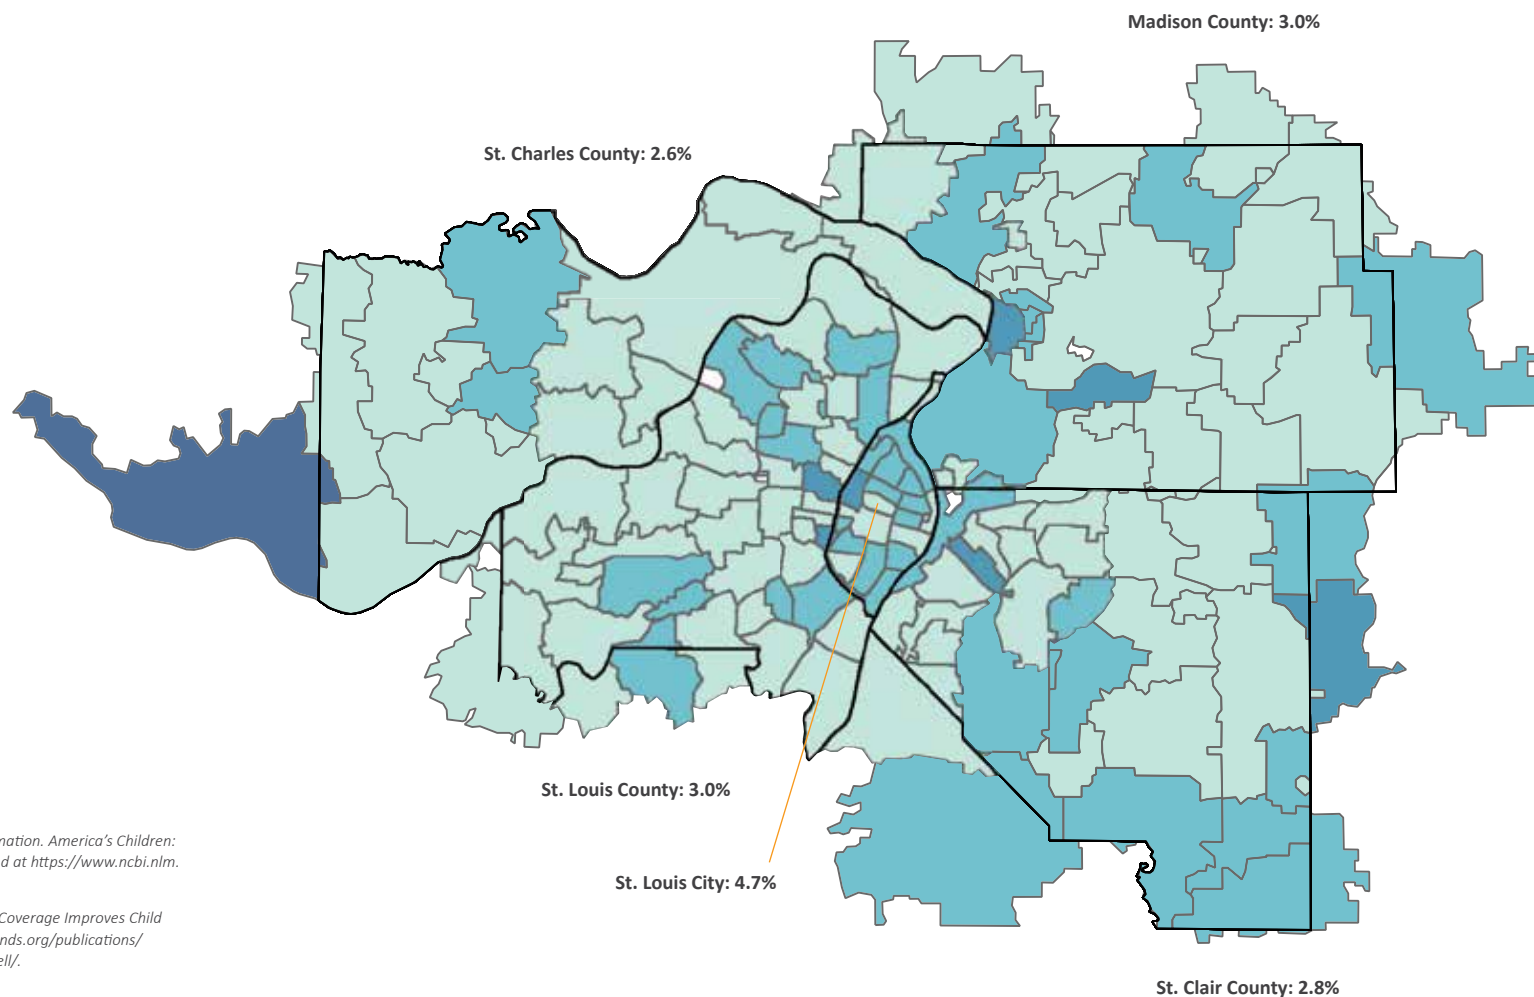 Madison County: 3.0%
St. Charles County: 2.6%
St. Louis County: 3.0%
mation. America's Children:
d at https://www.ncbi.nlm.
St. Louis City: 4.7%
Coverage Improves Child
nds.org/publications/
ell/.
St. Clair County: 2.8%